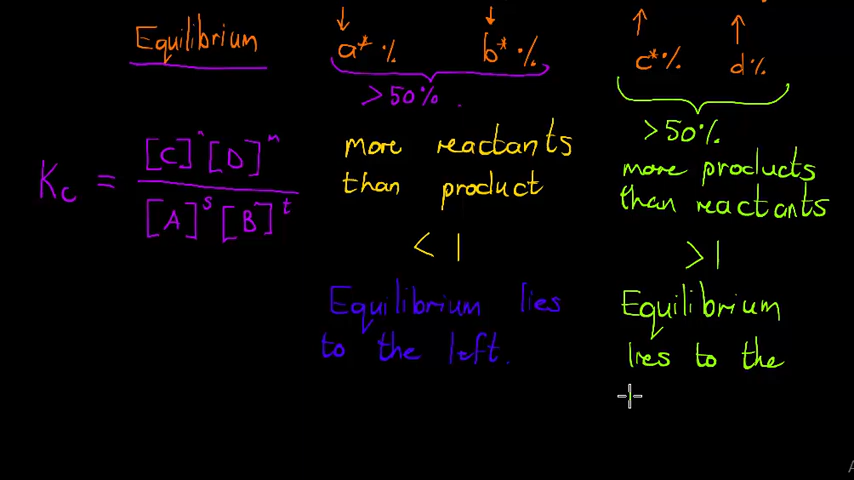 Equilibrium
a* %
b* %
c* %
d %
> 50%.
> 50%
Kc = [C]ⁿ[D]ᵐ / [A]ˢ[B]ᵗ
more reactants
than product
< 1
Equilibrium lies
to the left.
more products
than reactants
>1
Equilibrium
lies to the